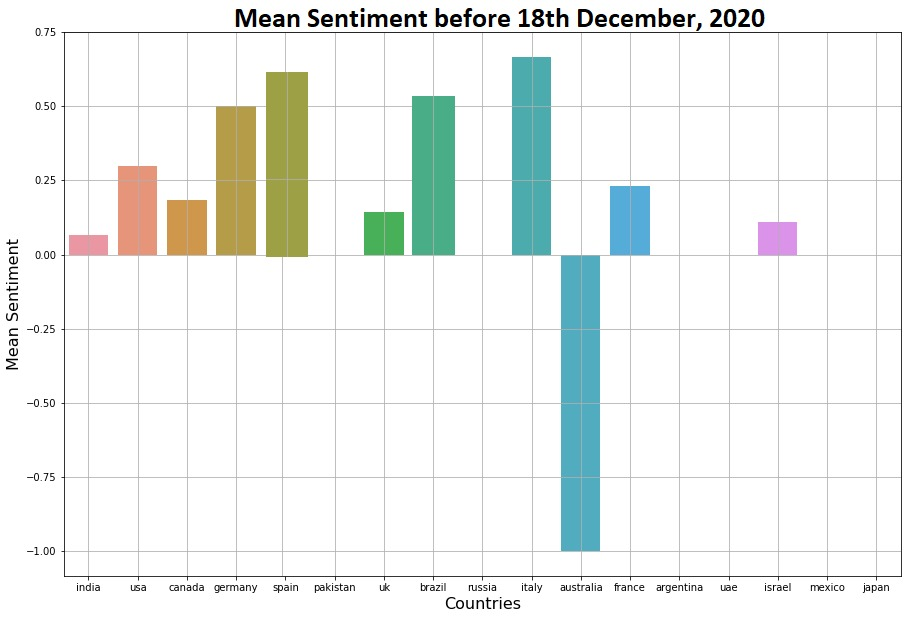 Mean Sentiment before 18th December, 2020
0.75
0.50
0.25
0.00
−0.25
−0.50
−0.75
−1.00
Mean Sentiment
india usa canada germany spain pakistan uk brazil russia italy australia france argentina uae israel mexico japan
Countries